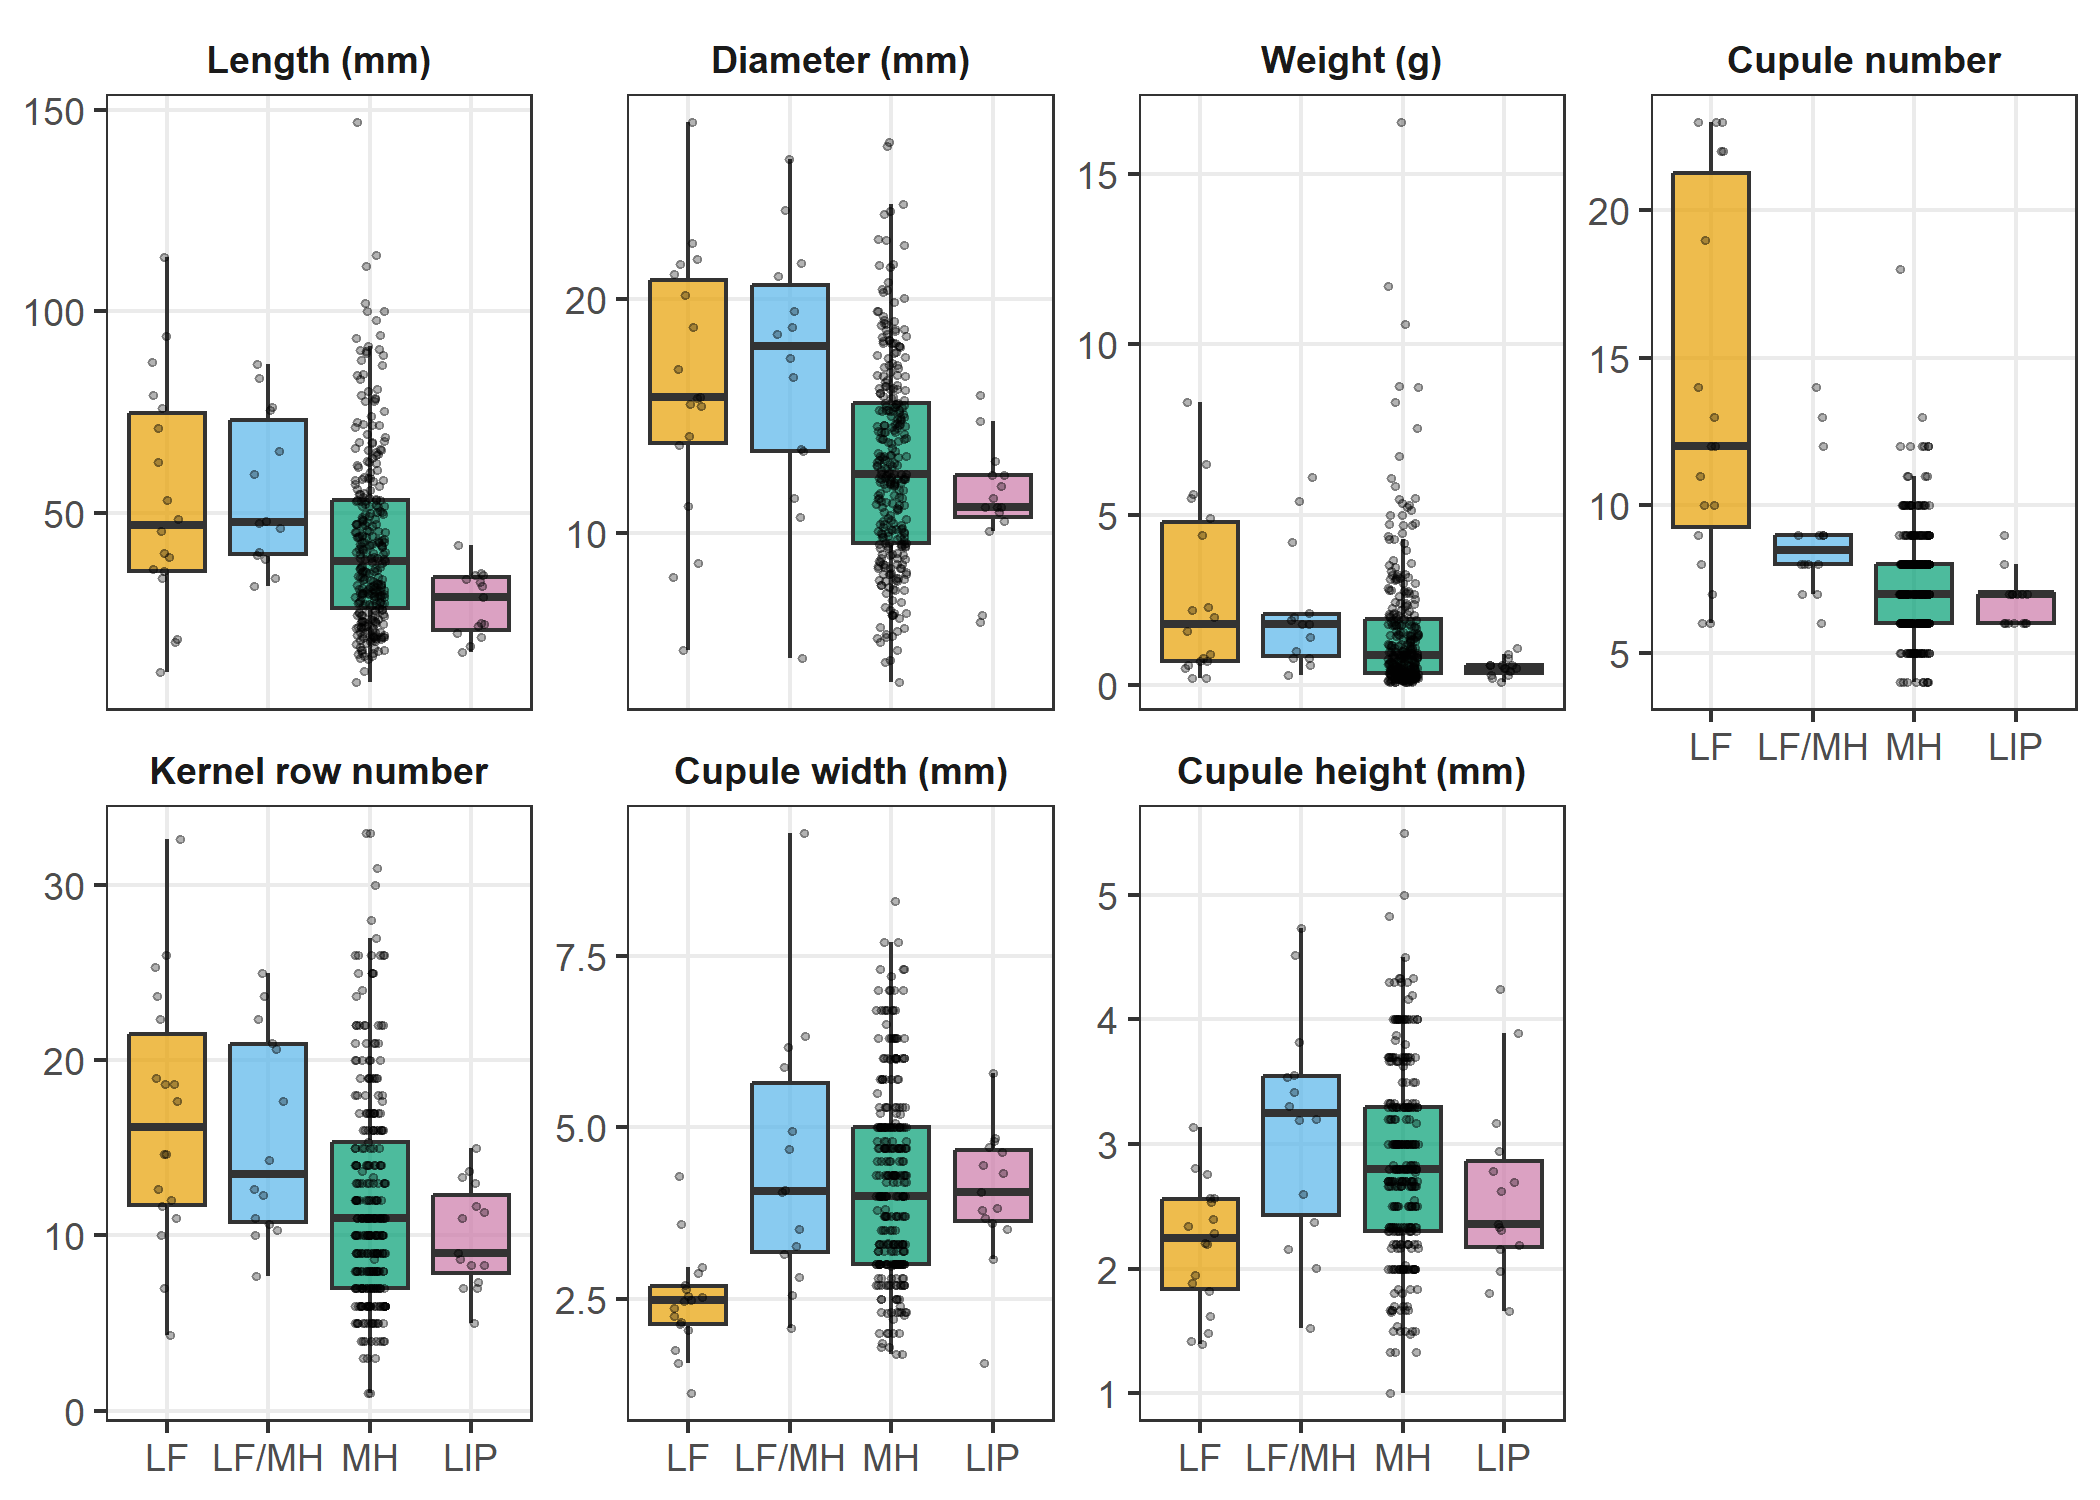 Length (mm)
Diameter (mm)
Weight (g)
Cupule number
150
100
50
20
10
15
10
5
0
20
15
10
5
LF LF/MH MH LIP
Kernel row number
Cupule width (mm)
Cupule height (mm)
30
20
10
0
7.5
5.0
2.5
5
4
3
2
1
LF LF/MH MH LIP
LF LF/MH MH LIP
LF LF/MH MH LIP